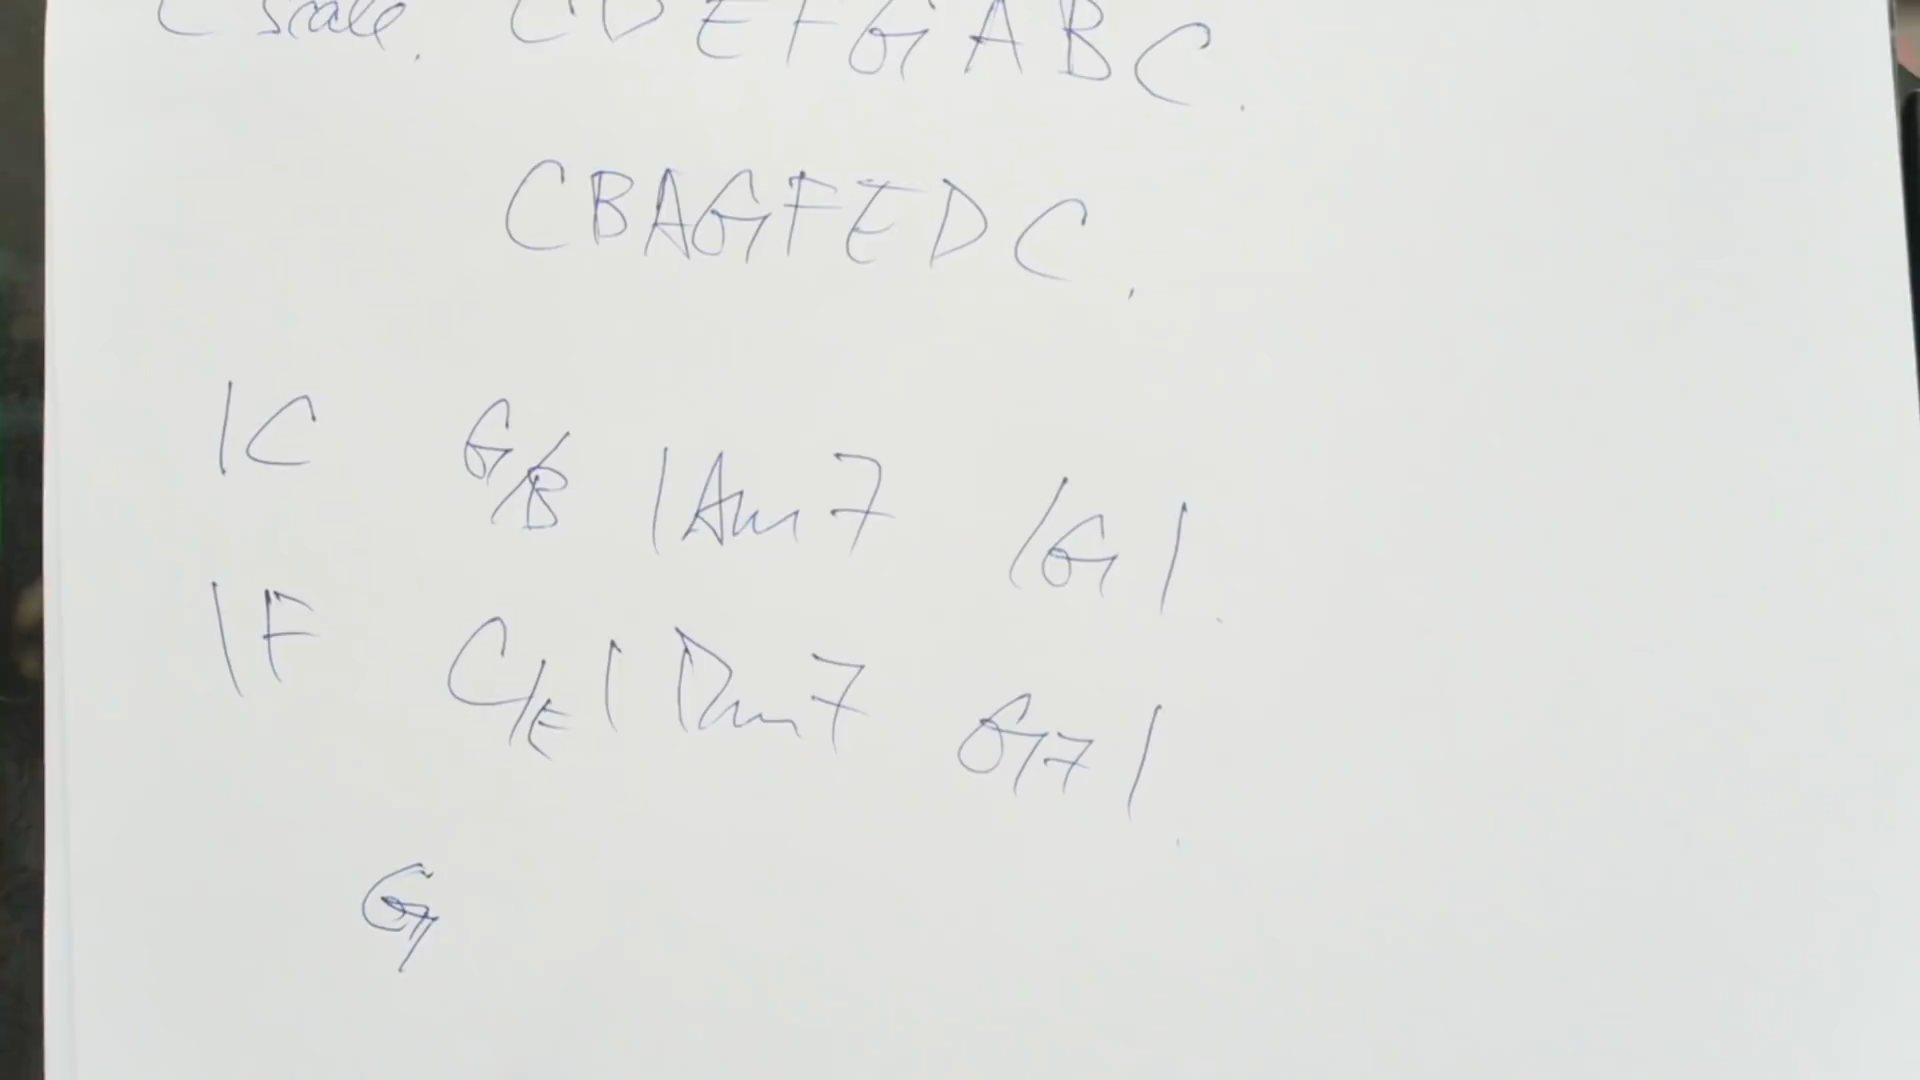 C scale. C D E F G A B C.
C B A G F E D C.
| C G/B | Am7 | G |
| F C/E | Dm7 G7 |
G